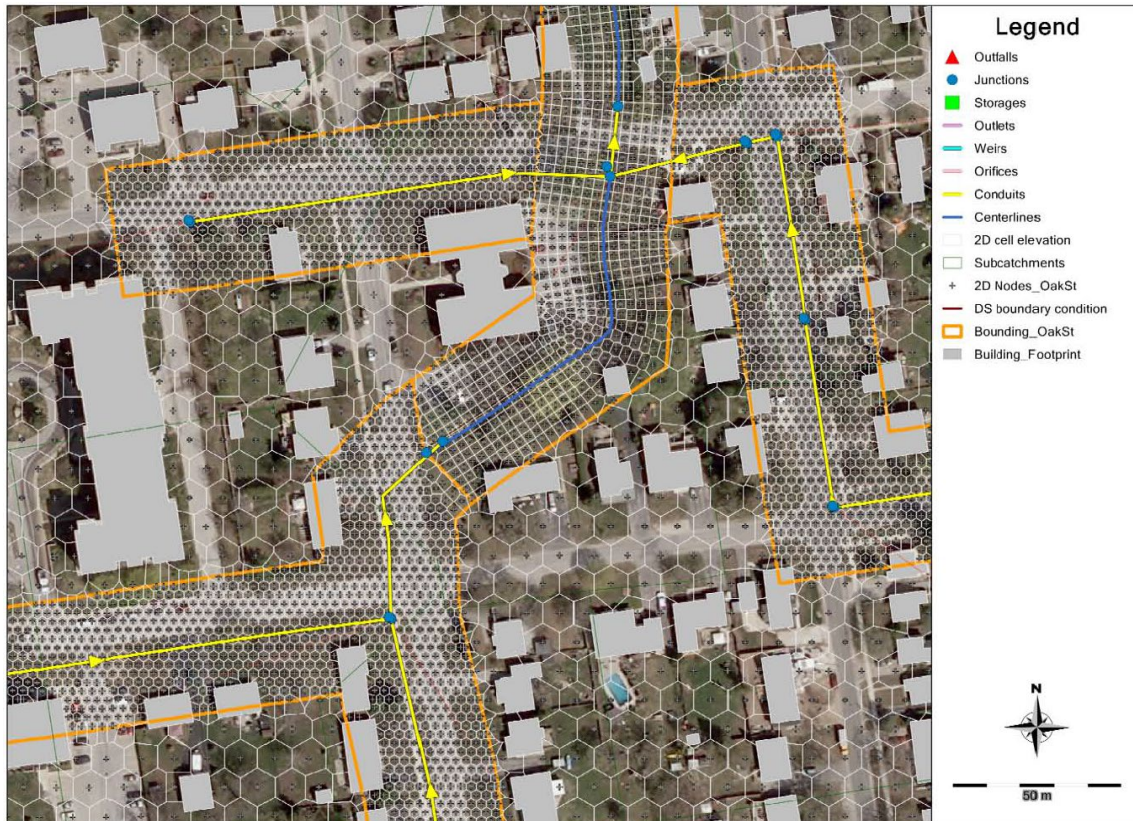 Legend
Outfalls
Junctions
Storages
Outlets
Weirs
Orifices
Conduits
Centerlines
2D cell elevation
Subcatchments
2D Nodes_OakSt
DS boundary condition
Bounding_OakSt
Building_Footprint
N
50 m